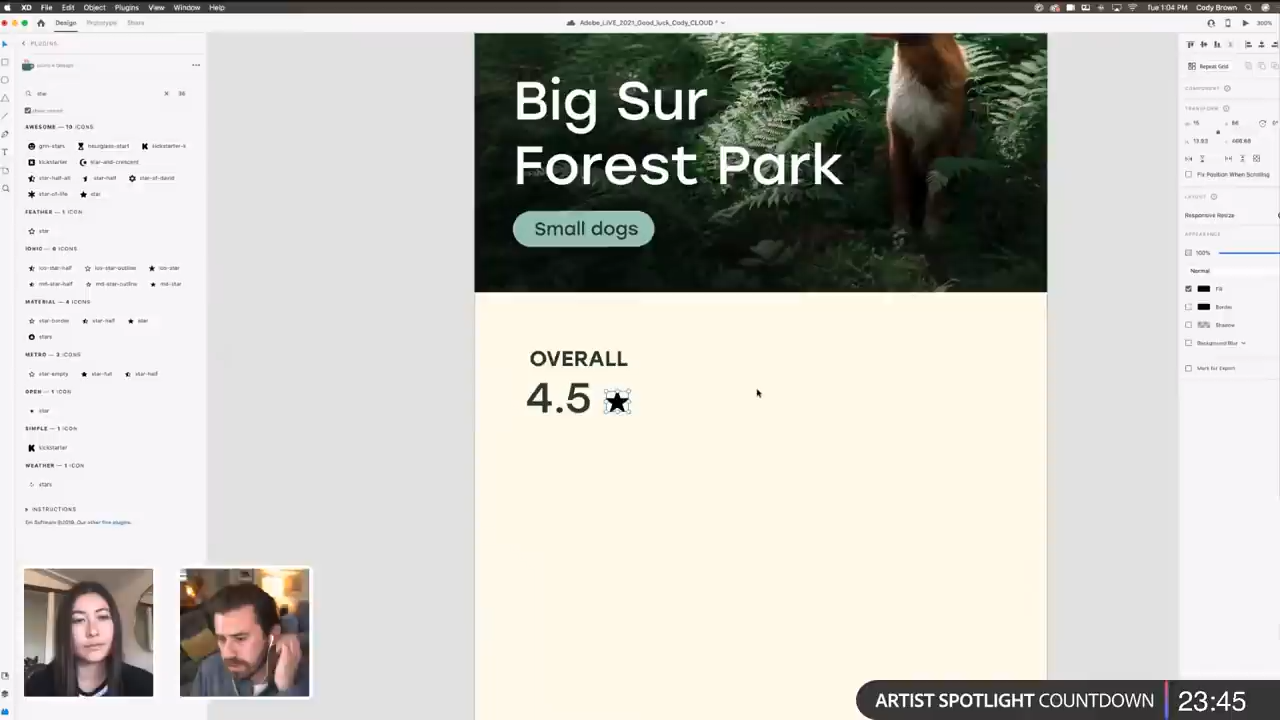 XD File Edit Object Plugins View Window Help
Tue 1:04 PM Cody Brown
Design Prototype Share
Adobe_LIVE_2021_Good_luck_Cody_CLOUD *
300%
PLUGINS
star
36
AWESOME — 10 ICONS
grin-stars hourglass-start kickstarter-k
kickstarter star-and-crescent
star-half-alt star-half star-of-david
star-of-life star
FEATHER — 1 ICON
star
IONIC — 6 ICONS
ios-star-half ios-star-outline ios-star
md-star-half md-star-outline md-star
MATERIAL — 4 ICONS
star-border star-half star
stars
METRO — 3 ICONS
star-empty star-full star-half
OPEN — 1 ICON
star
SIMPLE — 1 ICON
kickstarter
WEATHER — 1 ICON
stars
INSTRUCTIONS
Big Sur
Forest Park
Small dogs
OVERALL
4.5
Repeat Grid
COMPONENT
TRANSFORM
Fix Position When Scrolling
LAYOUT
Responsive Resize
APPEARANCE
100%
Normal
Fill
Border
Shadow
Background Blur
Mark for Export
ARTIST SPOTLIGHT COUNTDOWN 23:45